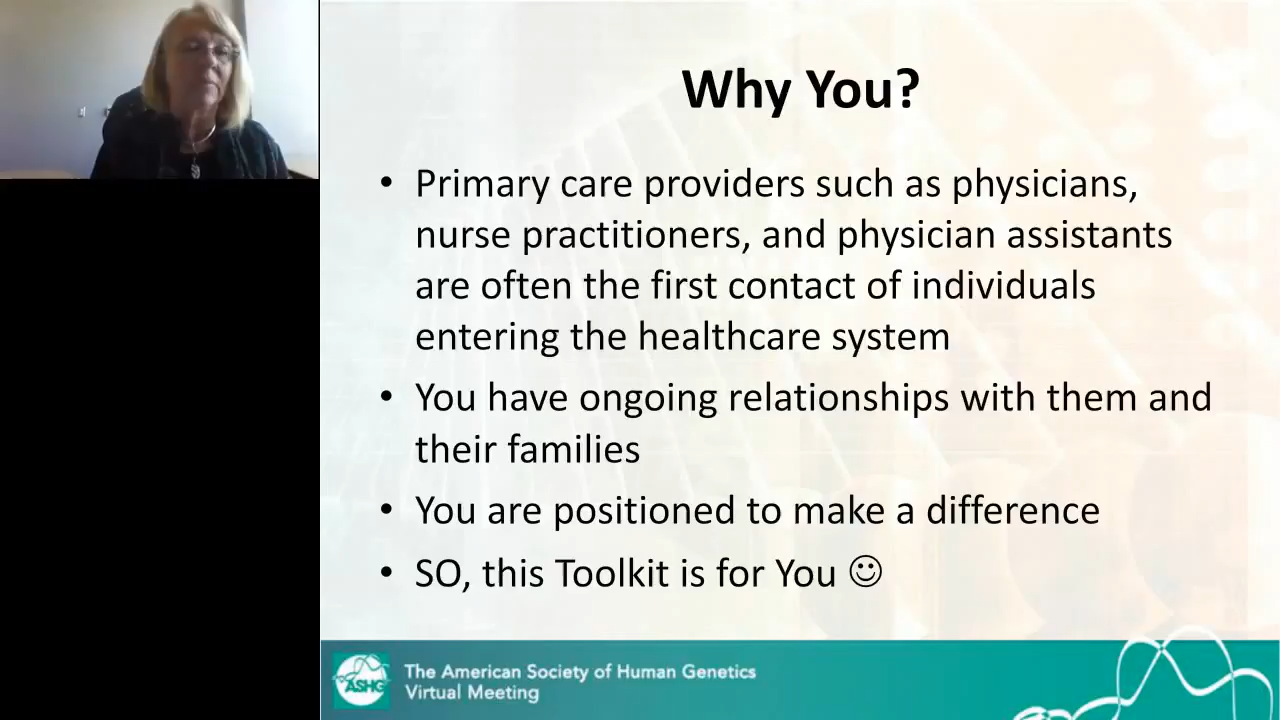 Why You?
• Primary care providers such as physicians,
nurse practitioners, and physician assistants
are often the first contact of individuals
entering the healthcare system
• You have ongoing relationships with them and
their families
• You are positioned to make a difference
• SO, this Toolkit is for You ☺
ASHG
The American Society of Human Genetics
Virtual Meeting